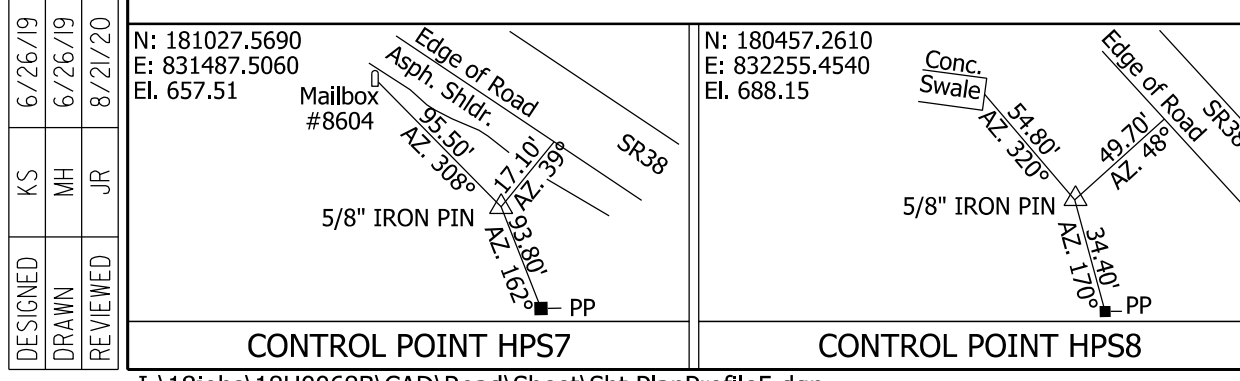 DESIGNED KS 6/26/19
DRAWN MH 6/26/19
REVIEWED JR 8/21/20
N: 181027.5690
E: 831487.5060
El. 657.51
Mailbox
#8604
Edge of Road
Asph. Shldr.
SR38
95.50'
AZ. 308°
17.10'
AZ. 39°
5/8" IRON PIN
93.80'
AZ. 162°
PP
CONTROL POINT HPS7
N: 180457.2610
E: 832255.4540
El. 688.15
Conc.
Swale
Edge of Road
SR38
54.80'
AZ. 320°
49.70'
AZ. 48°
5/8" IRON PIN
34.40'
AZ. 170°
PP
CONTROL POINT HPS8